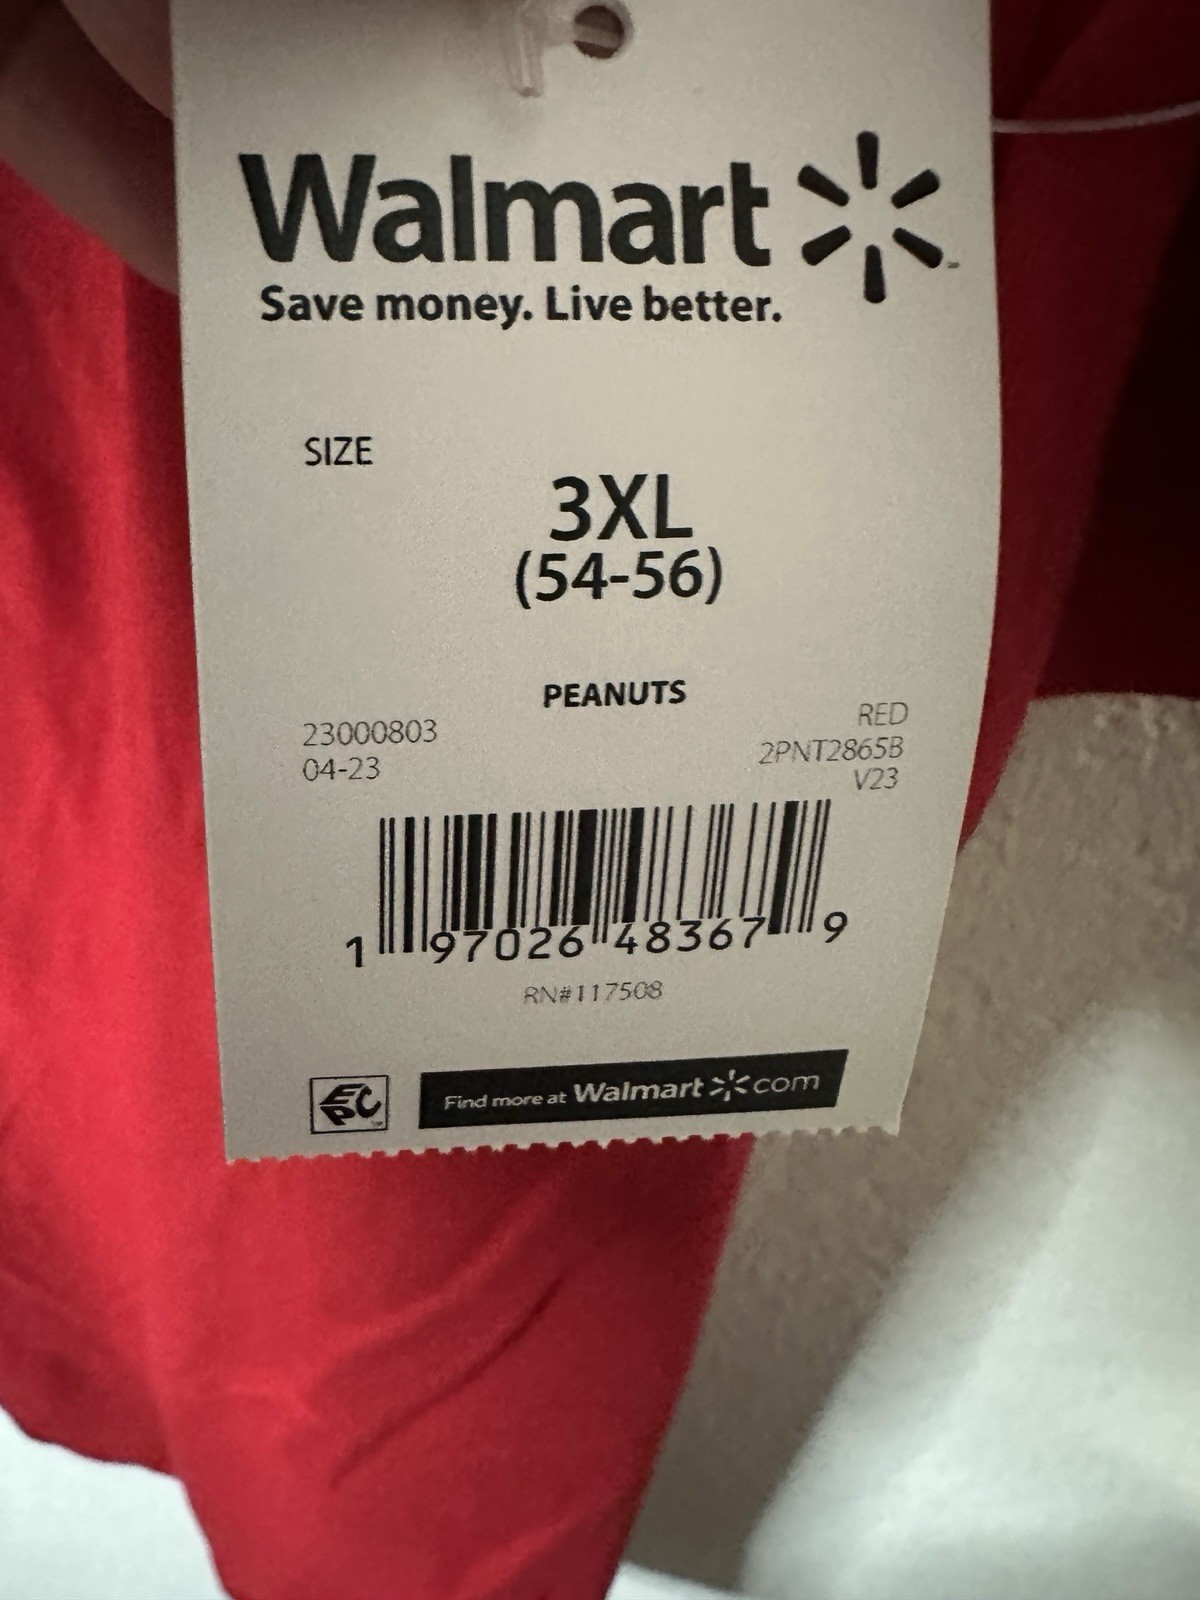 Walmart
Save money. Live better.
SIZE
3XL
(54-56)
PEANUTS
23000803
RED
04-23
2PNT2865B
V23
1 97026 48367 9
RN#117508
EPC
Find more at Walmart com